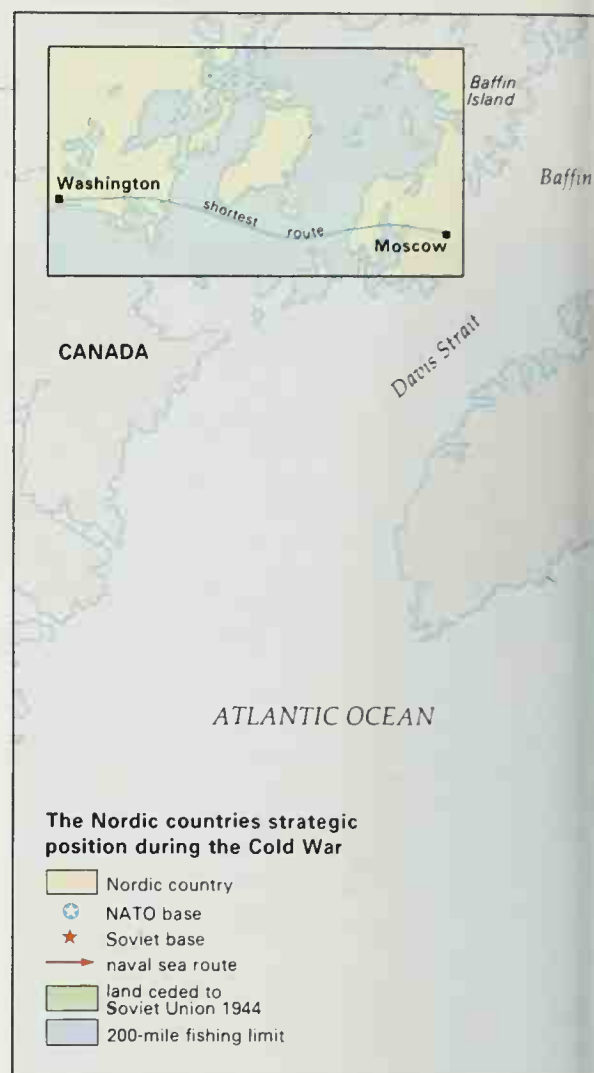 Baffin
Island
Washington
shortest
route
Moscow
Baffin
CANADA
Davis Strait
ATLANTIC OCEAN
The Nordic countries strategic
position during the Cold War
Nordic country
NATO base
Soviet base
naval sea route
land ceded to
Soviet Union 1944
200-mile fishing limit